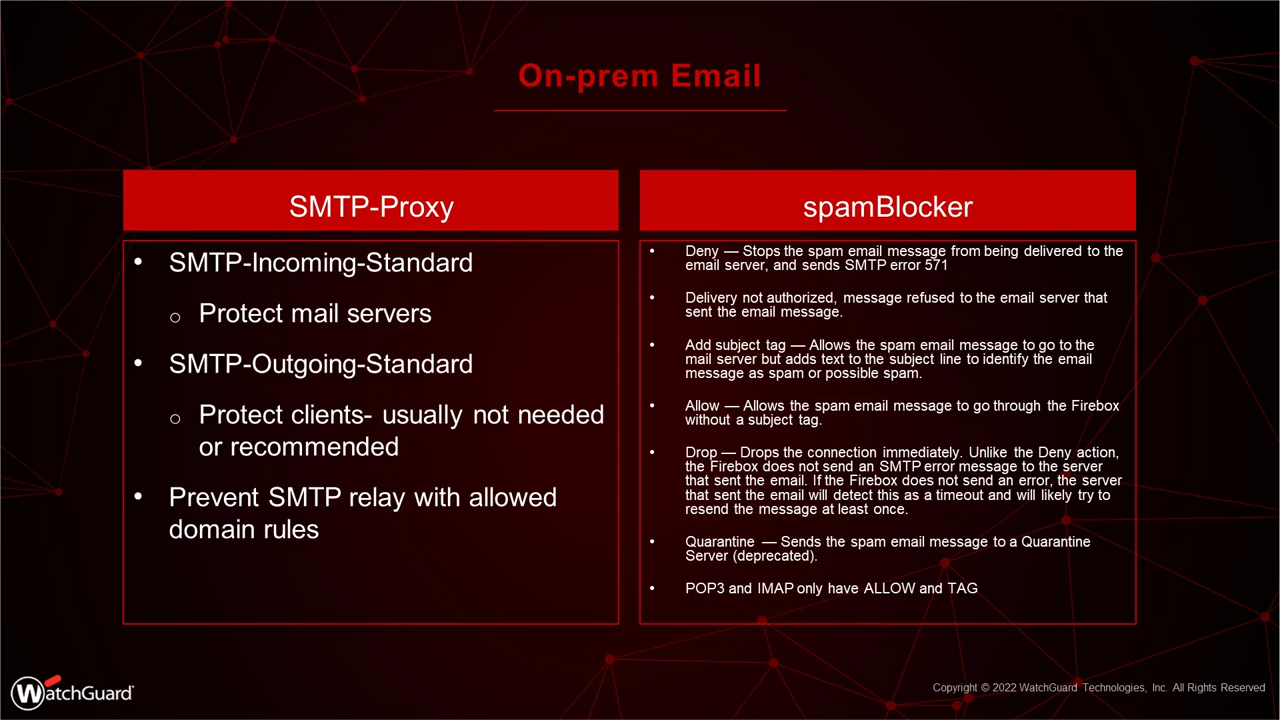 On-prem Email
SMTP-Proxy
• SMTP-Incoming-Standard
o Protect mail servers
• SMTP-Outgoing-Standard
o Protect clients- usually not needed
or recommended
• Prevent SMTP relay with allowed
domain rules
spamBlocker
• Deny — Stops the spam email message from being delivered to the
email server, and sends SMTP error 571
• Delivery not authorized, message refused to the email server that
sent the email message.
• Add subject tag — Allows the spam email message to go to the
mail server but adds text to the subject line to identify the email
message as spam or possible spam.
• Allow — Allows the spam email message to go through the Firebox
without a subject tag.
• Drop — Drops the connection immediately. Unlike the Deny action,
the Firebox does not send an SMTP error message to the server
that sent the email. If the Firebox does not send an error, the server
that sent the email will detect this as a timeout and will likely try to
resend the message at least once.
• Quarantine — Sends the spam email message to a Quarantine
Server (deprecated).
• POP3 and IMAP only have ALLOW and TAG
WatchGuard
Copyright © 2022 WatchGuard Technologies, Inc. All Rights Reserved